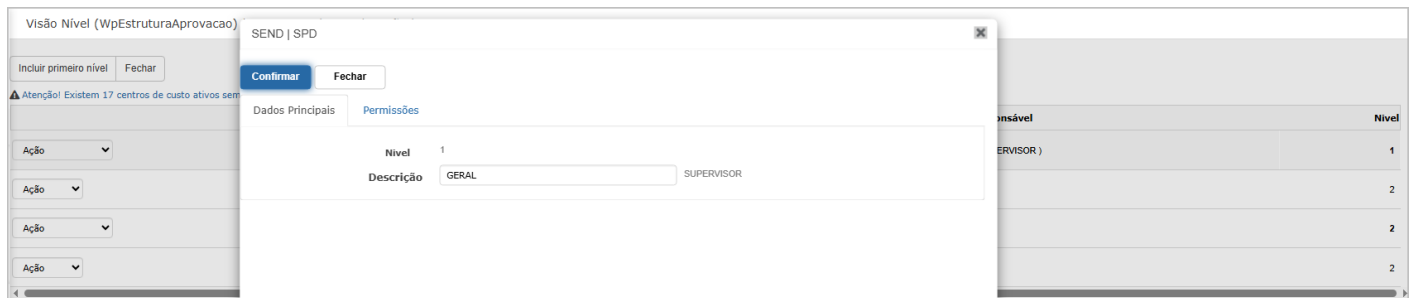 Visão Nível (WpEstruturaAprovacao)
SEND | SPD
Incluir primeiro nível Fechar
Confirmar Fechar
Atenção! Existem 17 centros de custo ativos sem
Dados Principais Permissões
Nivel
Ação
Nivel 1
ERVISOR )
1
Descrição GERAL SUPERVISOR
Ação
2
Ação
2
Ação
2